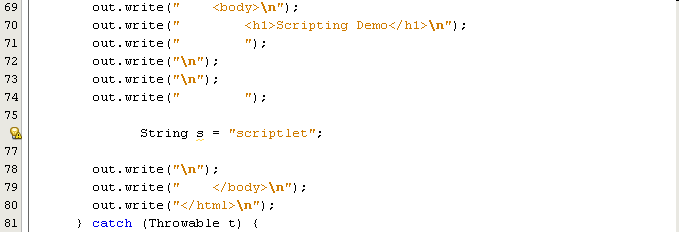 69 out.write("    <body>\n");
70 out.write("        <h1>Scripting Demo</h1>\n");
71 out.write("        ");
72 out.write("\n");
73 out.write("\n");
74 out.write("        ");
75
String s = "scriptlet";
77
78 out.write("\n");
79 out.write("    </body>\n");
80 out.write("</html>\n");
81 } catch (Throwable t) {